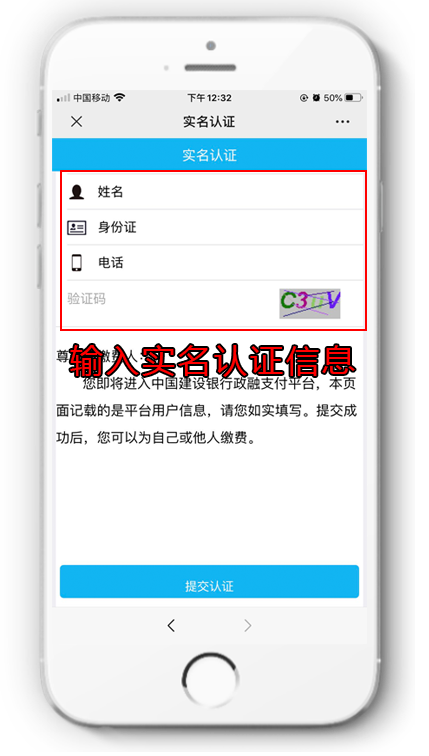 中国移动 下午12:32 50%
实名认证
实名认证
姓名
身份证
电话
验证码
尊 缴费人:
输入实名认证信息
您即将进入中国建设银行政融支付平台，本页
面记载的是平台用户信息，请您如实填写。提交成
功后，您可以为自己或他人缴费。
提交认证